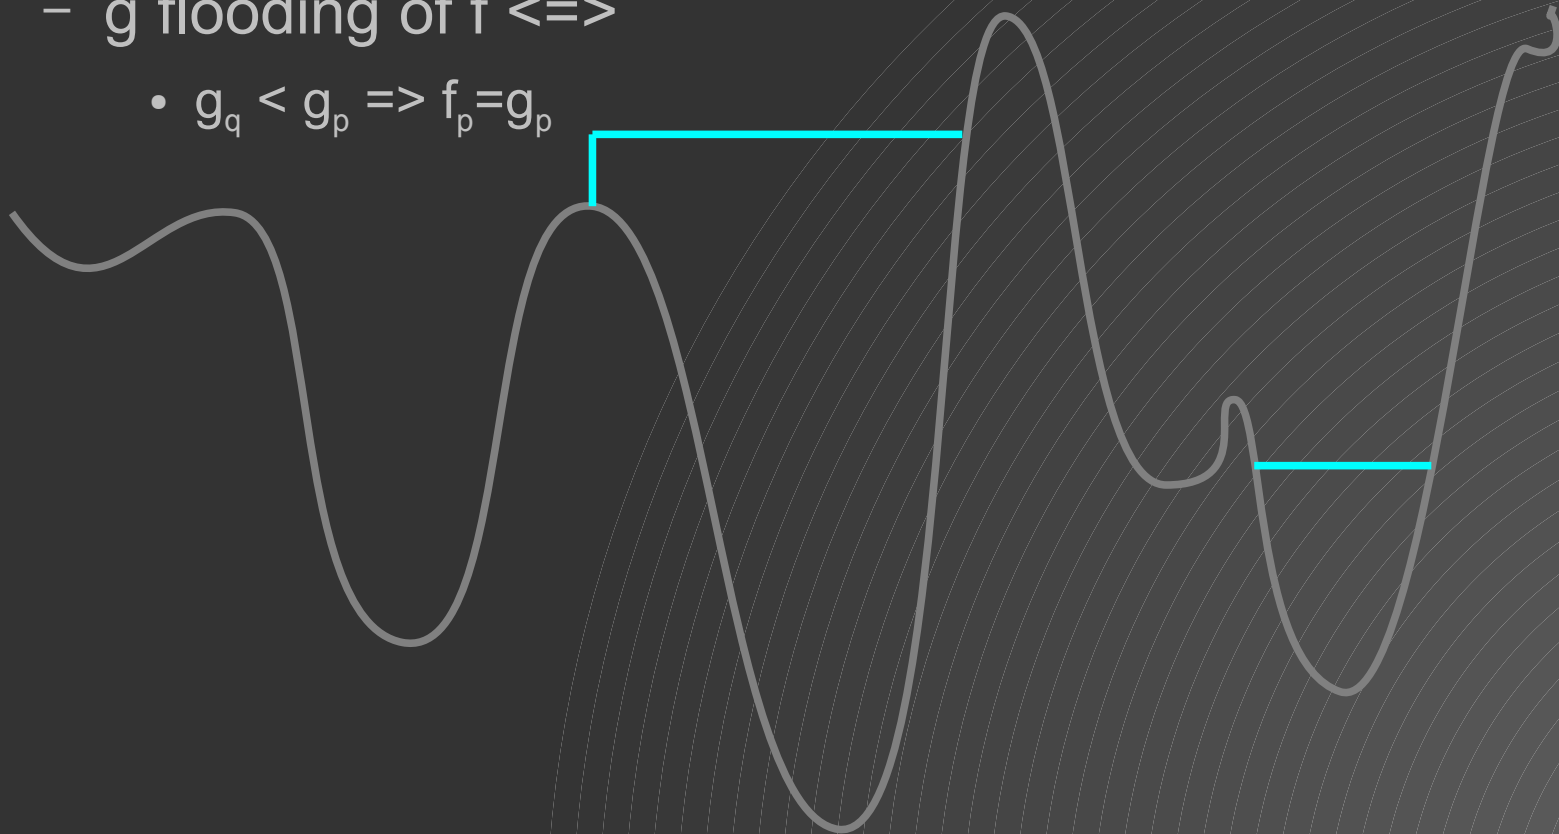 – g flooding of f <=>
• gq < gp => fp=gp